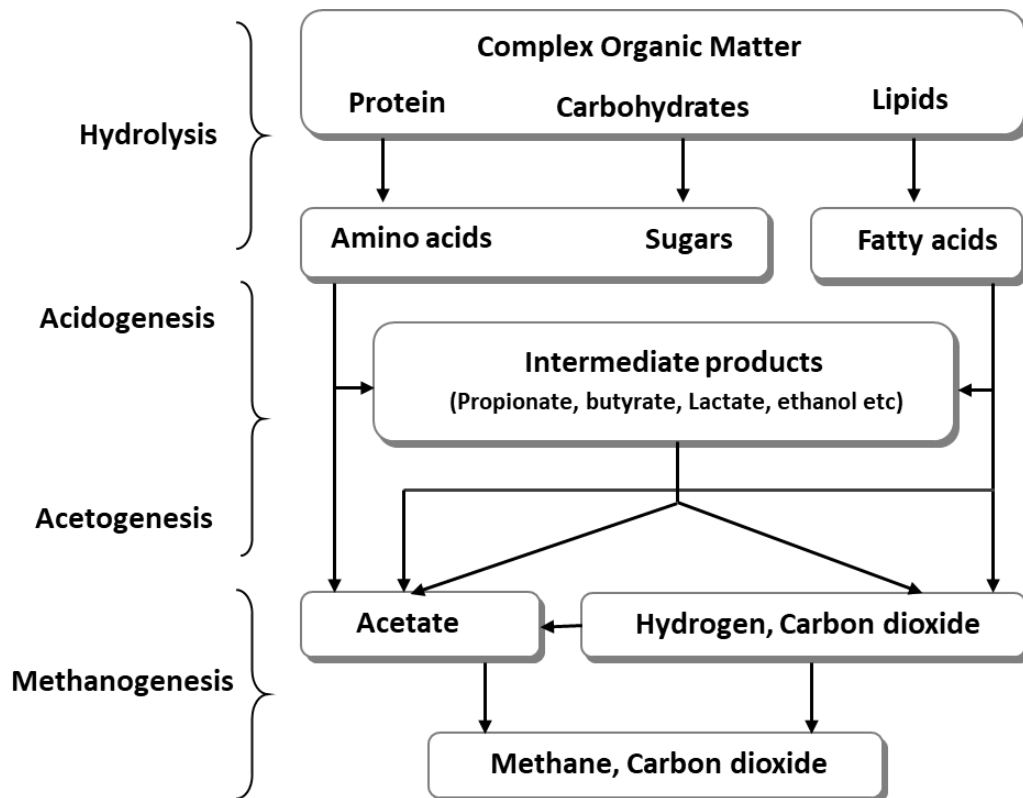 Complex Organic Matter
Protein
Carbohydrates
Lipids
Hydrolysis
Amino acids
Sugars
Fatty acids
Acidogenesis
Intermediate products
(Propionate, butyrate, Lactate, ethanol etc)
Acetogenesis
Acetate
Hydrogen, Carbon dioxide
Methanogenesis
Methane, Carbon dioxide